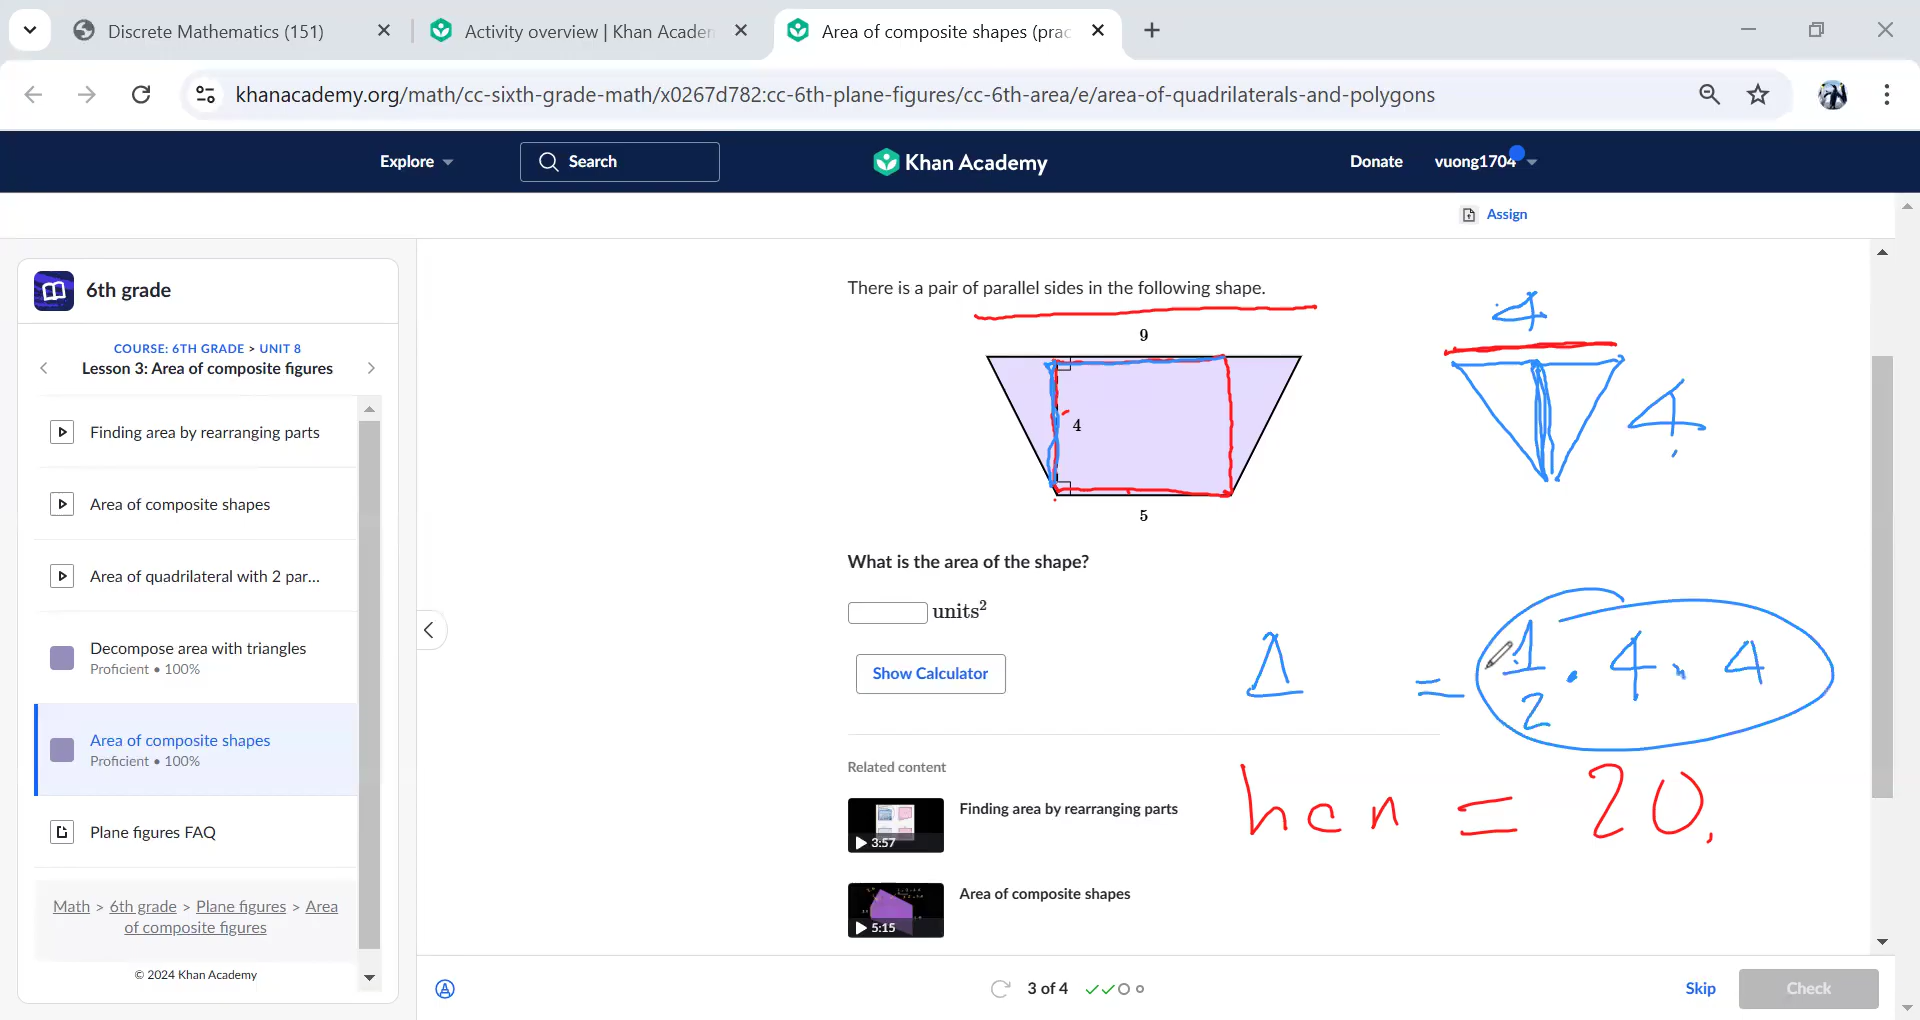 Discrete Mathematics (151)
Activity overview | Khan Academ
Area of composite shapes (prac
khanacademy.org/math/cc-sixth-grade-math/x0267d782:cc-6th-plane-figures/cc-6th-area/e/area-of-quadrilaterals-and-polygons
Explore
Search
Khan Academy
Donate
vuong1704
Assign
6th grade
COURSE: 6TH GRADE > UNIT 8
Lesson 3: Area of composite figures
Finding area by rearranging parts
Area of composite shapes
Area of quadrilateral with 2 par...
Decompose area with triangles
Proficient • 100%
Area of composite shapes
Proficient • 100%
Plane figures FAQ
Math > 6th grade > Plane figures > Area
of composite figures
© 2024 Khan Academy
There is a pair of parallel sides in the following shape.
9
4
5
4
4
What is the area of the shape?
units²
Show Calculator
Δ = 1/2 . 4 . 4
hcn = 20.
Related content
Finding area by rearranging parts
3:57
Area of composite shapes
5:15
3 of 4
Skip
Check